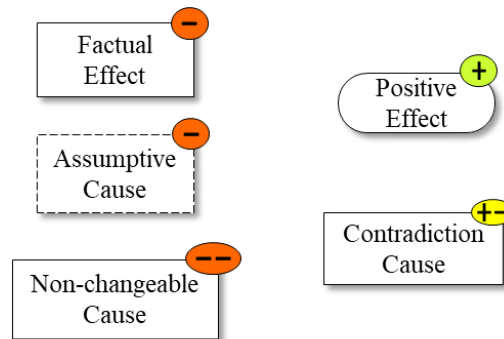 −
Factual
Effect
+
Positive
Effect
−
Assumptive
Cause
+−
Contradiction
Cause
−−
Non-changeable
Cause